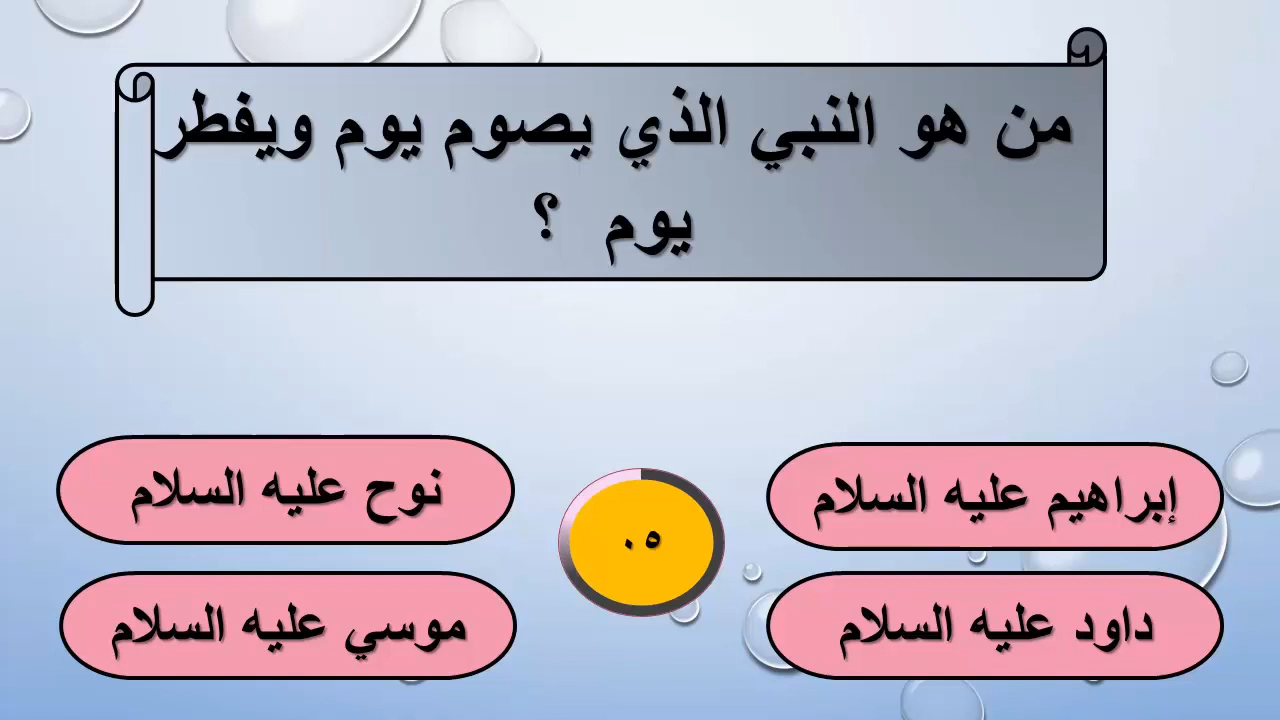 من هو النبي الذي يصوم يوم ويفطر
يوم ؟
إبراهيم عليه السلام
نوح عليه السلام
٠٥
داود عليه السلام
موسي عليه السلام